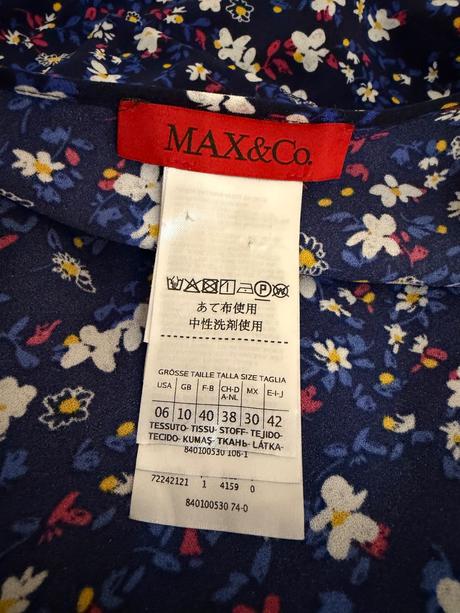 MAX&Co.
あて布使用
中性洗剤使用
GRÖSSE TAILLE TALLA SIZE TAGLIA
USA GB F-B CH-D A-NL MX E-I-J
06 10 40 38 30 42
TESSUTO- TISSU- STOFF- TEJIDO-
TECIDO- KUMAŞ- ТКАНЬ- LÁTKA-
840100530 106-1
72242121 1 4159 0
840100530 74-0